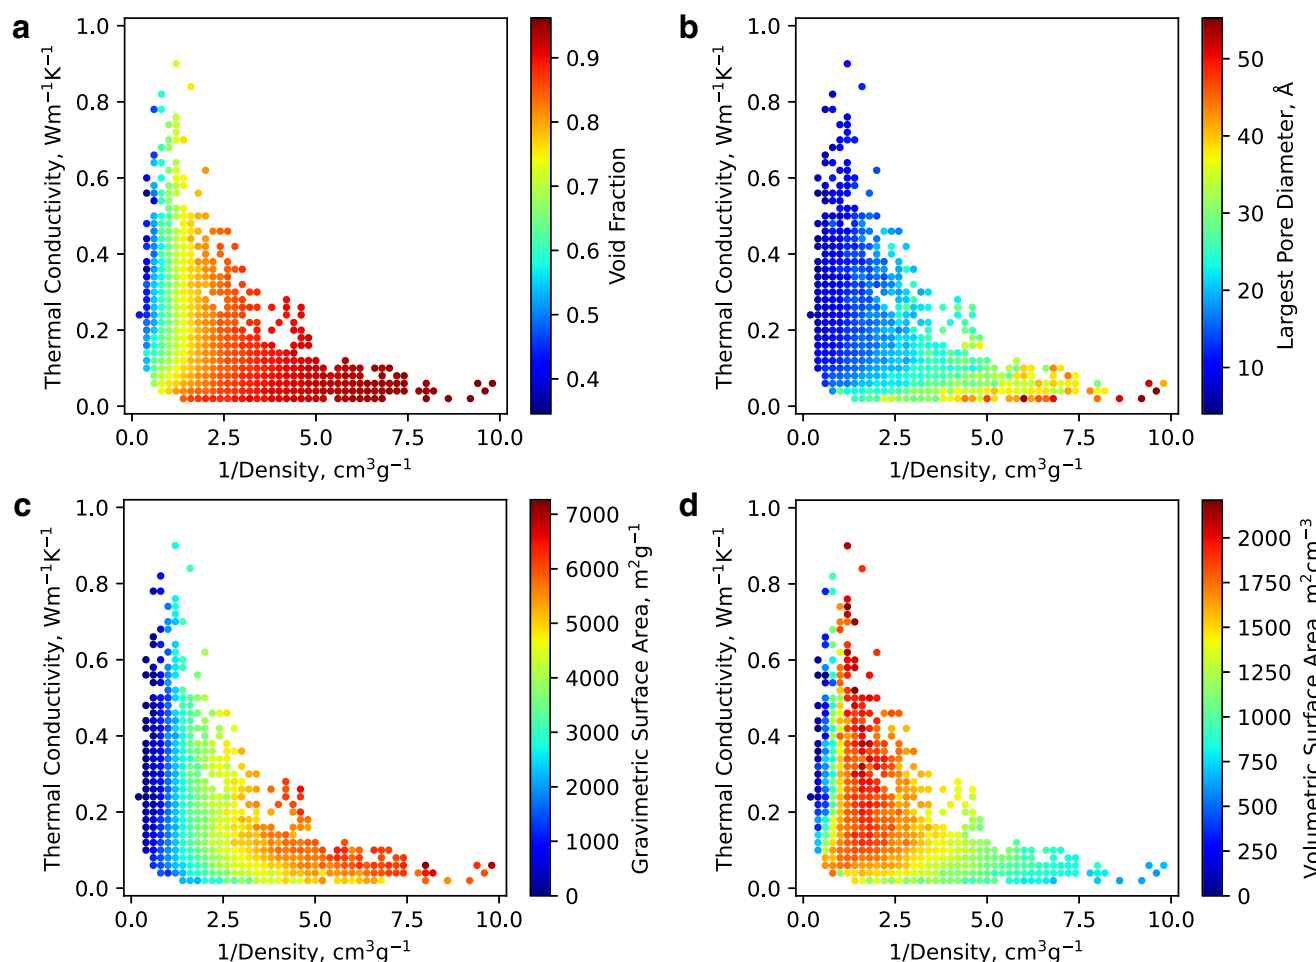 a
1.0
0.8
0.6
0.4
0.2
0.0
Thermal Conductivity, Wm⁻¹K⁻¹
0.0 2.5 5.0 7.5 10.0
1/Density, cm³g⁻¹
0.9
0.8
0.7
0.6
0.5
0.4
Void Fraction
b
1.0
0.8
0.6
0.4
0.2
0.0
Thermal Conductivity, Wm⁻¹K⁻¹
0.0 2.5 5.0 7.5 10.0
1/Density, cm³g⁻¹
50
40
30
20
10
Largest Pore Diameter, Å
c
1.0
0.8
0.6
0.4
0.2
0.0
Thermal Conductivity, Wm⁻¹K⁻¹
0.0 2.5 5.0 7.5 10.0
1/Density, cm³g⁻¹
7000
6000
5000
4000
3000
2000
1000
0
Gravimetric Surface Area, m²g⁻¹
d
1.0
0.8
0.6
0.4
0.2
0.0
Thermal Conductivity, Wm⁻¹K⁻¹
0.0 2.5 5.0 7.5 10.0
1/Density, cm³g⁻¹
2000
1750
1500
1250
1000
750
500
250
0
Volumetric Surface Area, m²cm⁻³